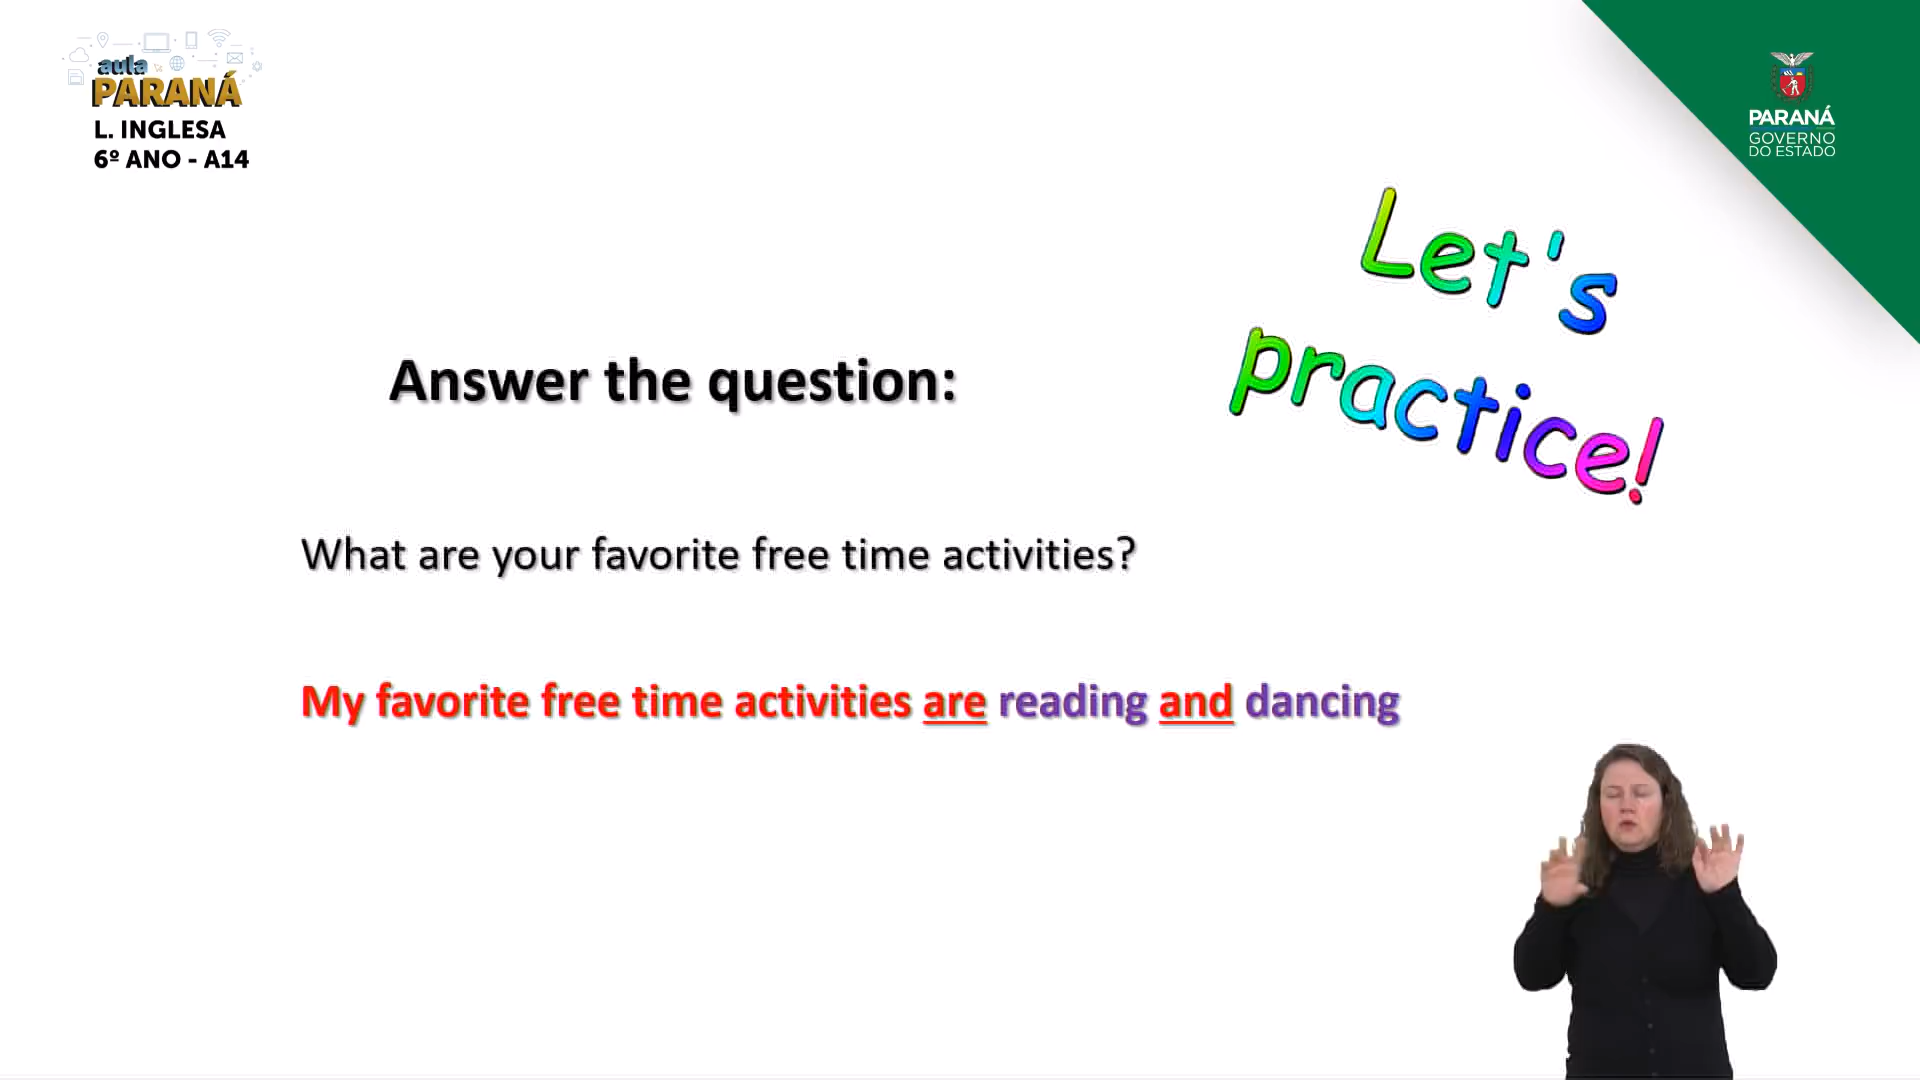 aula
PARANÁ
L. INGLESA
6º ANO - A14
PARANÁ
GOVERNO
DO ESTADO
Let's
practice!
Answer the question:
What are your favorite free time activities?
My favorite free time activities are reading and dancing